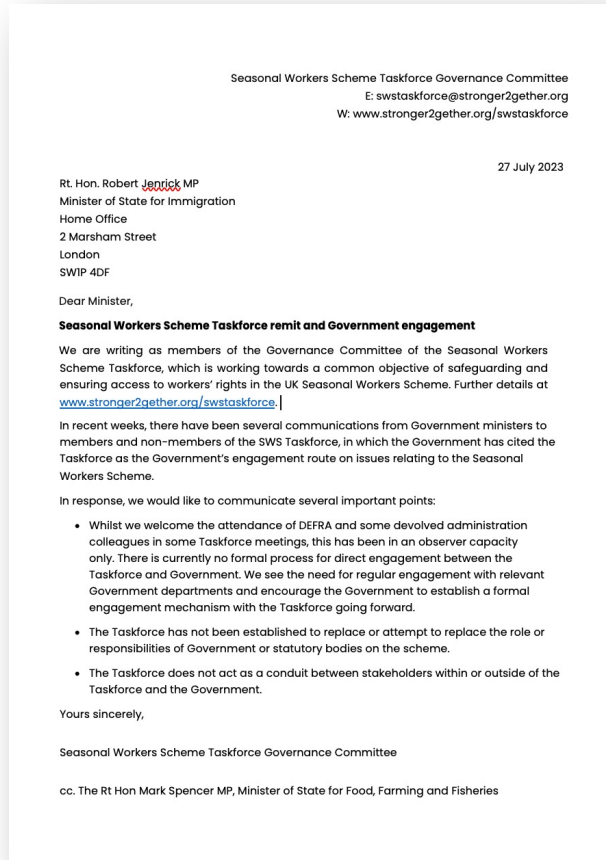 Seasonal Workers Scheme Taskforce Governance Committee
E: swstaskforce@stronger2gether.org
W: www.stronger2gether.org/swstaskforce
27 July 2023
Rt. Hon. Robert Jenrick MP
Minister of State for Immigration
Home Office
2 Marsham Street
London
SW1P 4DF
Dear Minister,
Seasonal Workers Scheme Taskforce remit and Government engagement
We are writing as members of the Governance Committee of the Seasonal Workers
Scheme Taskforce, which is working towards a common objective of safeguarding and
ensuring access to workers’ rights in the UK Seasonal Workers Scheme. Further details at
www.stronger2gether.org/swstaskforce.
In recent weeks, there have been several communications from Government ministers to
members and non-members of the SWS Taskforce, in which the Government has cited the
Taskforce as the Government’s engagement route on issues relating to the Seasonal
Workers Scheme.
In response, we would like to communicate several important points:
• Whilst we welcome the attendance of DEFRA and some devolved administration
colleagues in some Taskforce meetings, this has been in an observer capacity
only. There is currently no formal process for direct engagement between the
Taskforce and Government. We see the need for regular engagement with relevant
Government departments and encourage the Government to establish a formal
engagement mechanism with the Taskforce going forward.
• The Taskforce has not been established to replace or attempt to replace the role or
responsibilities of Government or statutory bodies on the scheme.
• The Taskforce does not act as a conduit between stakeholders within or outside of the
Taskforce and the Government.
Yours sincerely,
Seasonal Workers Scheme Taskforce Governance Committee
cc. The Rt Hon Mark Spencer MP, Minister of State for Food, Farming and Fisheries